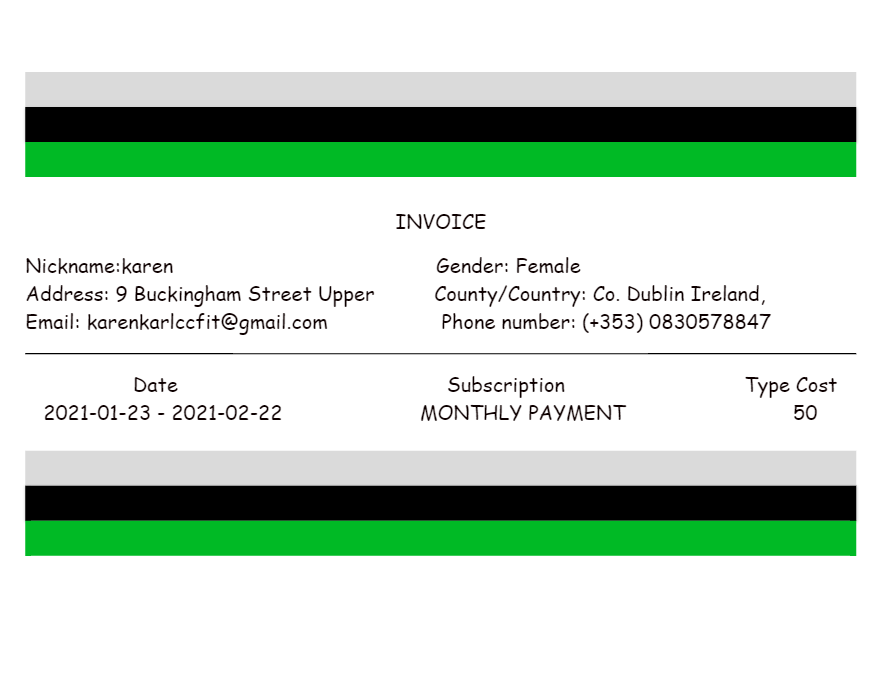 INVOICE
Nickname:karen Gender: Female
Address: 9 Buckingham Street Upper County/Country: Co. Dublin Ireland,
Email: karenkarlccfit@gmail.com Phone number: (+353) 0830578847
Date Subscription Type Cost
2021-01-23 - 2021-02-22 MONTHLY PAYMENT 50